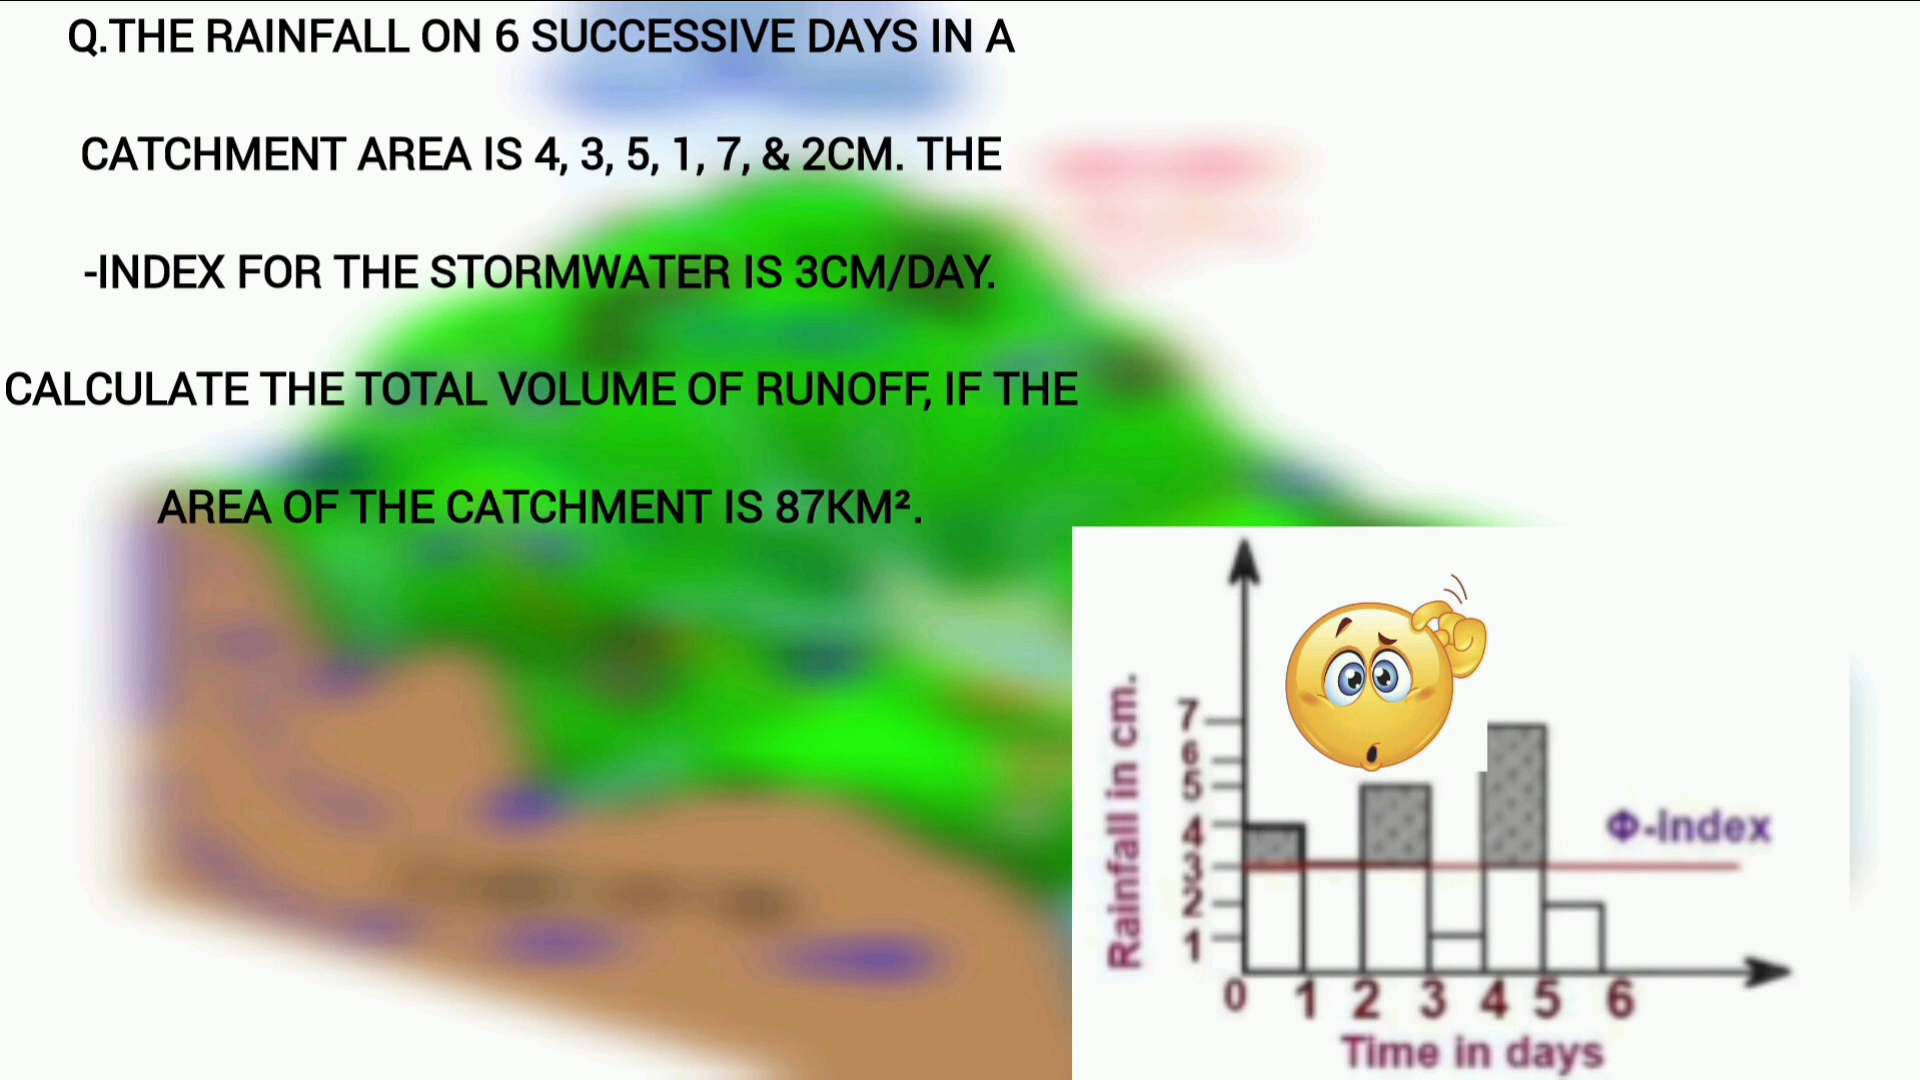 Q.THE RAINFALL ON 6 SUCCESSIVE DAYS IN A
CATCHMENT AREA IS 4, 3, 5, 1, 7, & 2CM. THE
-INDEX FOR THE STORMWATER IS 3CM/DAY.
CALCULATE THE TOTAL VOLUME OF RUNOFF, IF THE
AREA OF THE CATCHMENT IS 87KM².
Rainfall in cm.
7
6
5
4
3
2
1
Φ-index
0 1 2 3 4 5 6
Time in days